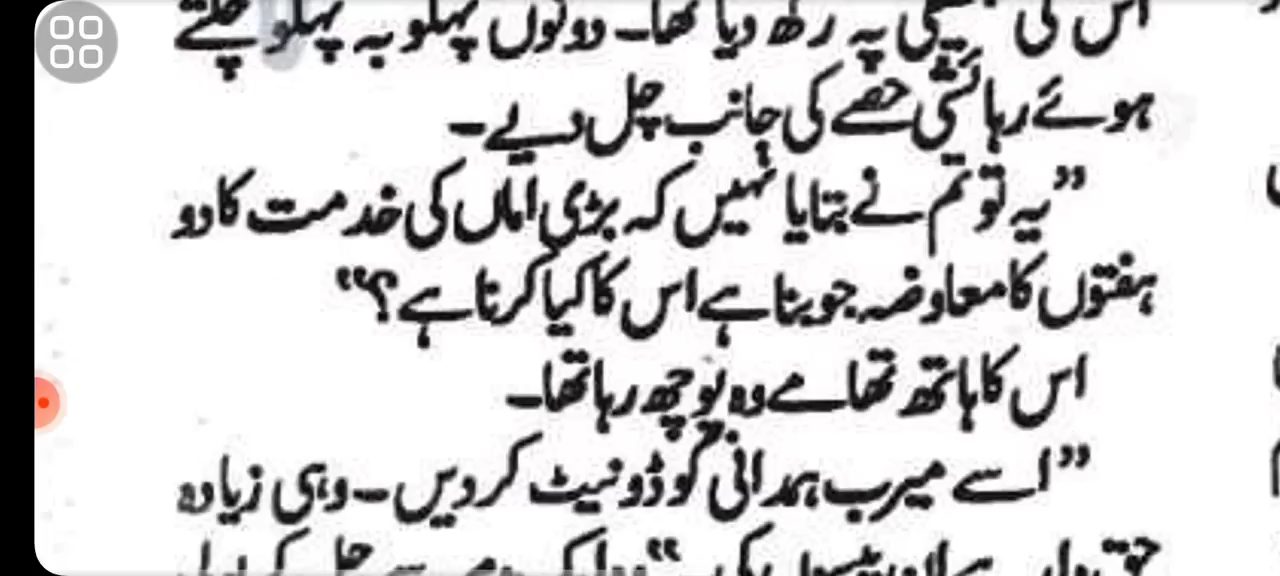 اس کی ہتھیلی پہ رکھ دیا تھا۔ دونوں پہلو بہ پہلو چلتے
ہوئے رہائشی حصے کی جانب چل دیے۔
”یہ تو تم نے بتایا نہیں کہ بڑی اماں کی خدمت کا دو
ہفتوں کا معاوضہ جو بنا ہے اس کا کیا کرنا ہے؟“
اس کا ہاتھ تھامے وہ پوچھ رہا تھا۔
”اسے میرب ہمدانی کو ڈونیٹ کر دیں۔ وہی زیادہ